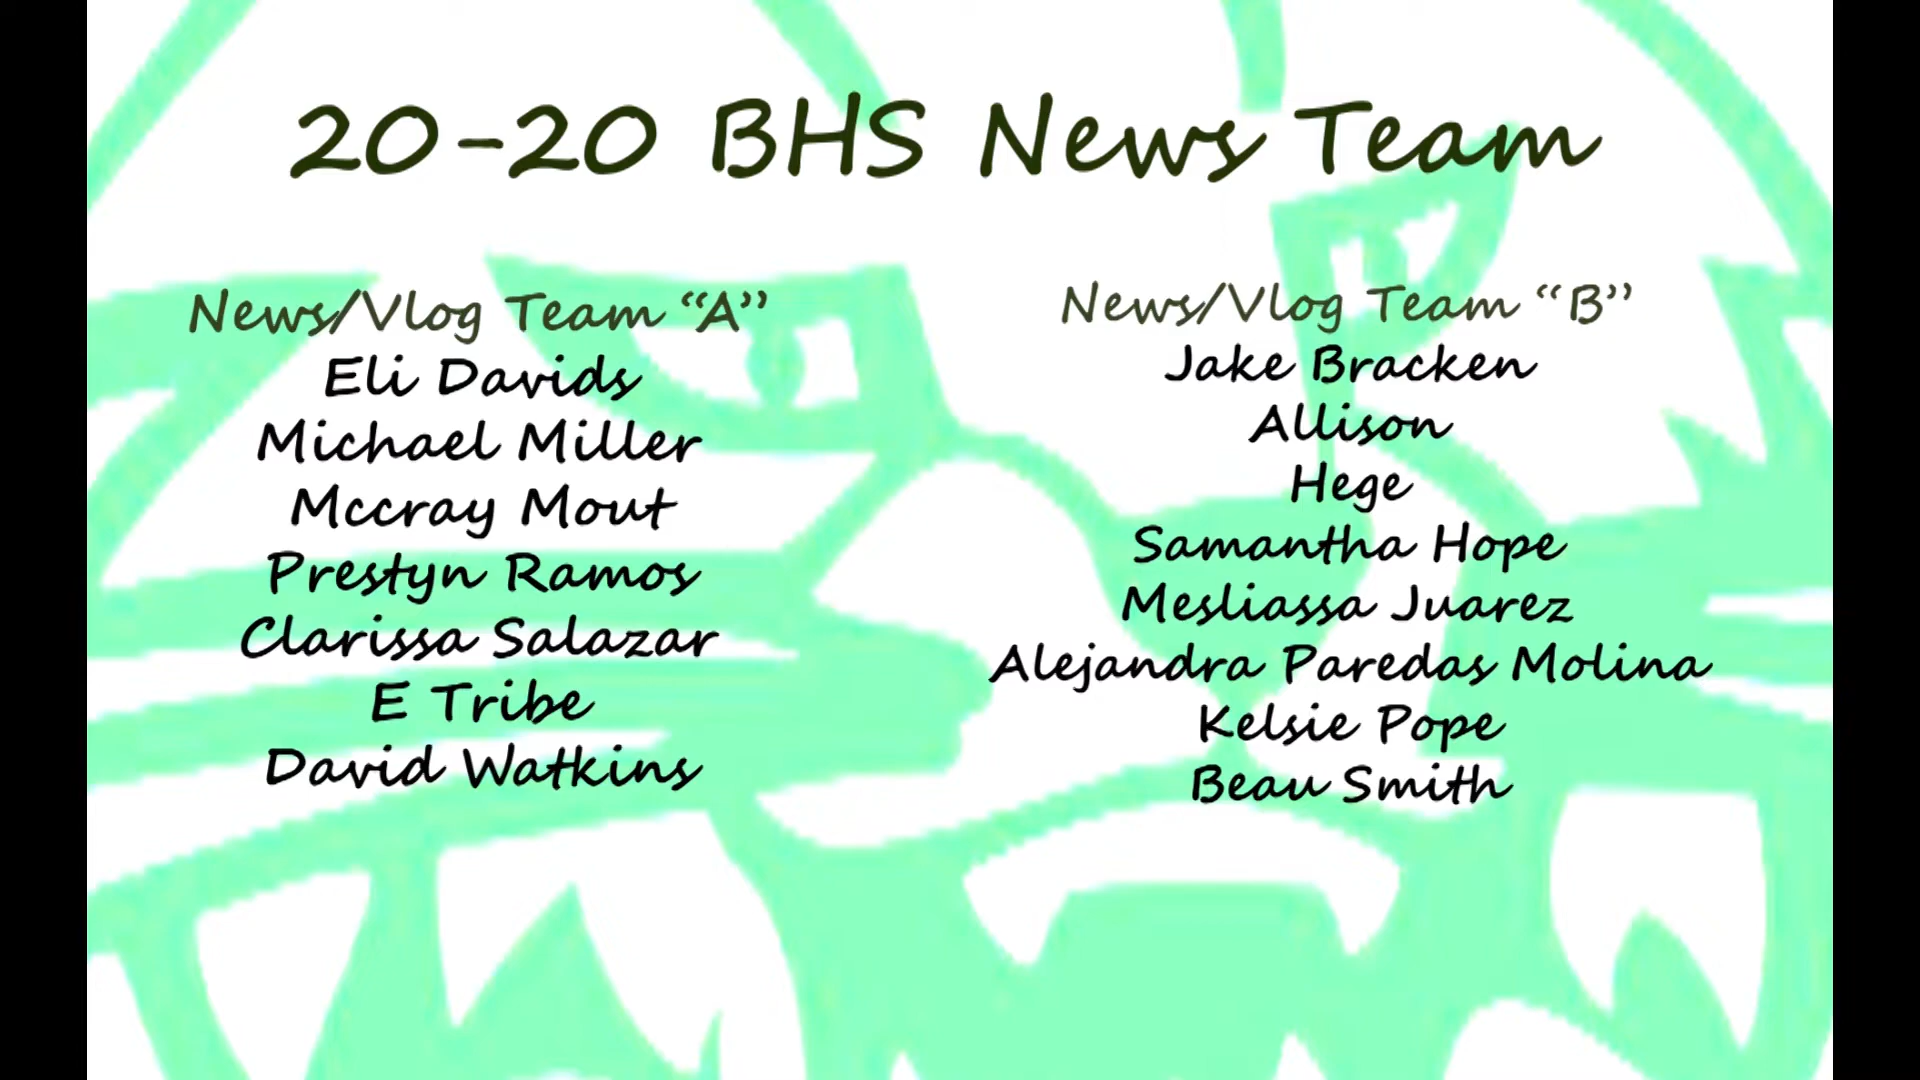 20-20 BHS News Team
News/Vlog Team “A”
Eli Davids
Michael Miller
Mccray Mout
Prestyn Ramos
Clarissa Salazar
E Tribe
David Watkins
News/Vlog Team “B”
Jake Bracken
Allison
Hege
Samantha Hope
Mesliassa Juarez
Alejandra Paredas Molina
Kelsie Pope
Beau Smith